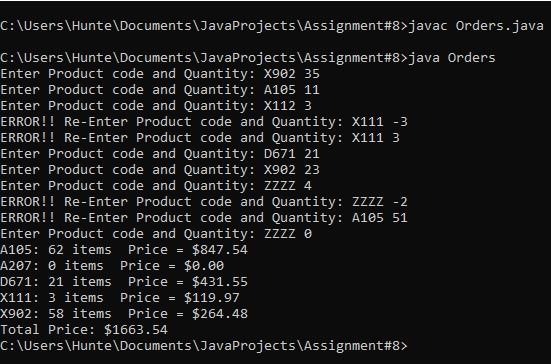 C:\Users\Hunte\Documents\JavaProjects\Assignment#8>javac Orders.java
C:\Users\Hunte\Documents\JavaProjects\Assignment#8>java Orders
Enter Product code and Quantity: X902 35
Enter Product code and Quantity: A105 11
Enter Product code and Quantity: X112 3
ERROR!! Re-Enter Product code and Quantity: X111 -3
ERROR!! Re-Enter Product code and Quantity: X111 3
Enter Product code and Quantity: D671 21
Enter Product code and Quantity: X902 23
Enter Product code and Quantity: ZZZZ 4
ERROR!! Re-Enter Product code and Quantity: ZZZZ -2
ERROR!! Re-Enter Product code and Quantity: A105 51
Enter Product code and Quantity: ZZZZ 0
A105: 62 items  Price = $847.54
A207: 0 items  Price = $0.00
D671: 21 items  Price = $431.55
X111: 3 items  Price = $119.97
X902: 58 items  Price = $264.48
Total Price: $1663.54
C:\Users\Hunte\Documents\JavaProjects\Assignment#8>